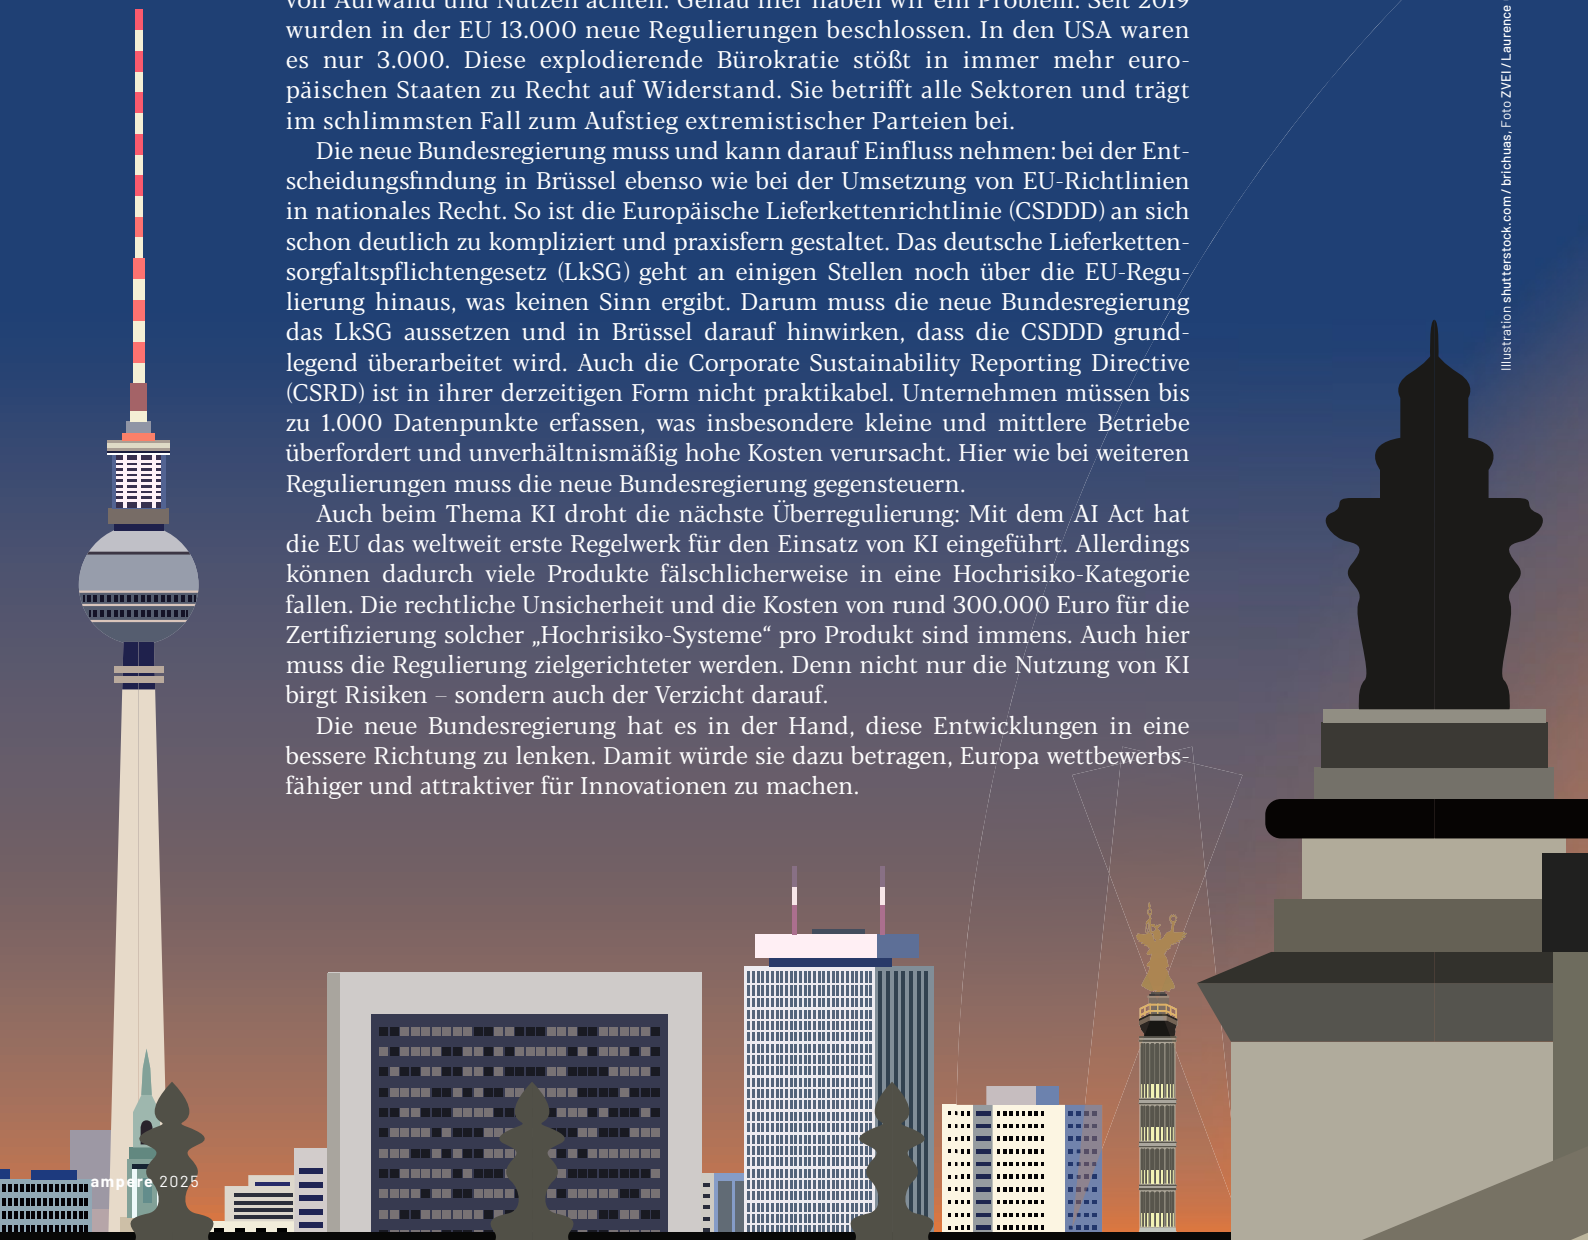 von Aufwand und Nutzen achten. Genau hier haben wir ein Problem. Seit 2019
wurden in der EU 13.000 neue Regulierungen beschlossen. In den USA waren
es nur 3.000. Diese explodierende Bürokratie stößt in immer mehr euro-
päischen Staaten zu Recht auf Widerstand. Sie betrifft alle Sektoren und trägt
im schlimmsten Fall zum Aufstieg extremistischer Parteien bei.
Die neue Bundesregierung muss und kann darauf Einfluss nehmen: bei der Ent-
scheidungsfindung in Brüssel ebenso wie bei der Umsetzung von EU-Richtlinien
in nationales Recht. So ist die Europäische Lieferkettenrichtlinie (CSDDD) an sich
schon deutlich zu kompliziert und praxisfern gestaltet. Das deutsche Lieferketten-
sorgfaltspflichtengesetz (LkSG) geht an einigen Stellen noch über die EU-Regu-
lierung hinaus, was keinen Sinn ergibt. Darum muss die neue Bundesregierung
das LkSG aussetzen und in Brüssel darauf hinwirken, dass die CSDDD grund-
legend überarbeitet wird. Auch die Corporate Sustainability Reporting Directive
(CSRD) ist in ihrer derzeitigen Form nicht praktikabel. Unternehmen müssen bis
zu 1.000 Datenpunkte erfassen, was insbesondere kleine und mittlere Betriebe
überfordert und unverhältnismäßig hohe Kosten verursacht. Hier wie bei weiteren
Regulierungen muss die neue Bundesregierung gegensteuern.
Auch beim Thema KI droht die nächste Überregulierung: Mit dem AI Act hat
die EU das weltweit erste Regelwerk für den Einsatz von KI eingeführt. Allerdings
können dadurch viele Produkte fälschlicherweise in eine Hochrisiko-Kategorie
fallen. Die rechtliche Unsicherheit und die Kosten von rund 300.000 Euro für die
Zertifizierung solcher „Hochrisiko-Systeme“ pro Produkt sind immens. Auch hier
muss die Regulierung zielgerichteter werden. Denn nicht nur die Nutzung von KI
birgt Risiken – sondern auch der Verzicht darauf.
Die neue Bundesregierung hat es in der Hand, diese Entwicklungen in eine
bessere Richtung zu lenken. Damit würde sie dazu betragen, Europa wettbewerbs-
fähiger und attraktiver für Innovationen zu machen.
Illustration shutterstock.com / brichuas, Foto ZVEI / Laurence
ampere 2025